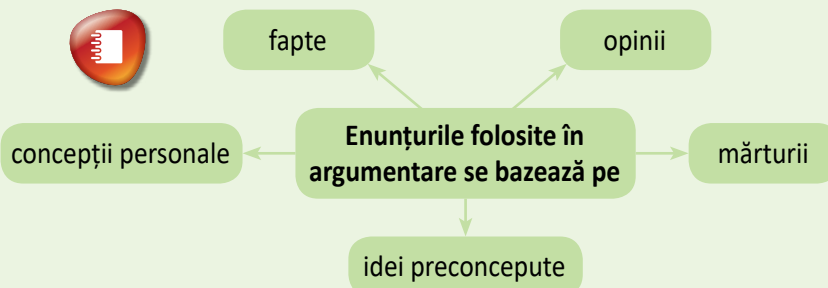 fapte
opinii
concepții personale
Enunțurile folosite în
argumentare se bazează pe
mărturii
idei preconcepute